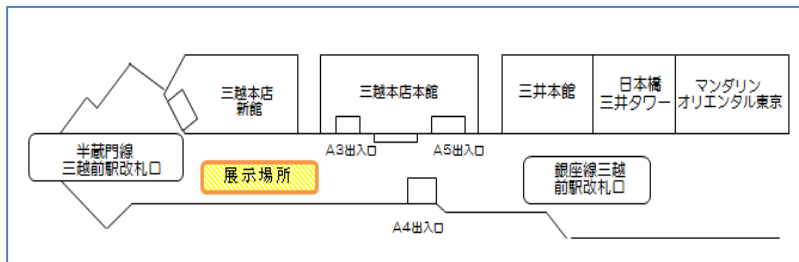 三越本店
新館
三越本店本館
三井本館
日本橋
三井タワー
マンダリン
オリエンタル東京
半蔵門線
三越前駅改札口
展示場所
A3出入口
A5出入口
銀座線三越
前駅改札口
A4出入口